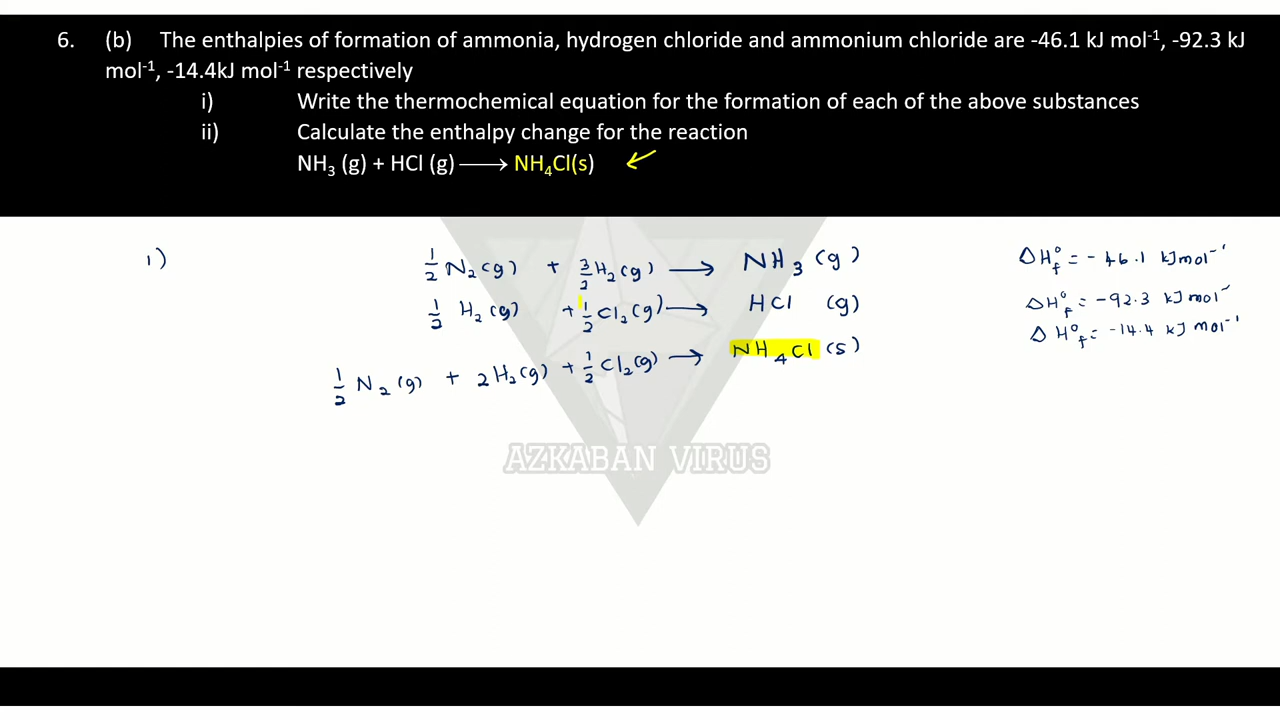 6. (b) The enthalpies of formation of ammonia, hydrogen chloride and ammonium chloride are -46.1 kJ mol⁻¹, -92.3 kJ
mol⁻¹, -14.4kJ mol⁻¹ respectively
i) Write the thermochemical equation for the formation of each of the above substances
ii) Calculate the enthalpy change for the reaction
NH₃ (g) + HCl (g) ⟶ NH₄Cl(s)
i) ½ N₂(g) + 3/2 H₂(g) → NH₃ (g) ΔH°f = -46.1 kJmol⁻¹
½ H₂(g) + ½ Cl₂(g) → HCl (g) ΔH°f = -92.3 kJ mol⁻
½ N₂(g) + 2H₂(g) + ½ Cl₂(g) → NH₄Cl(s) ΔH°f = -14.4 kJ mol⁻¹
AZKABAN VIRUS